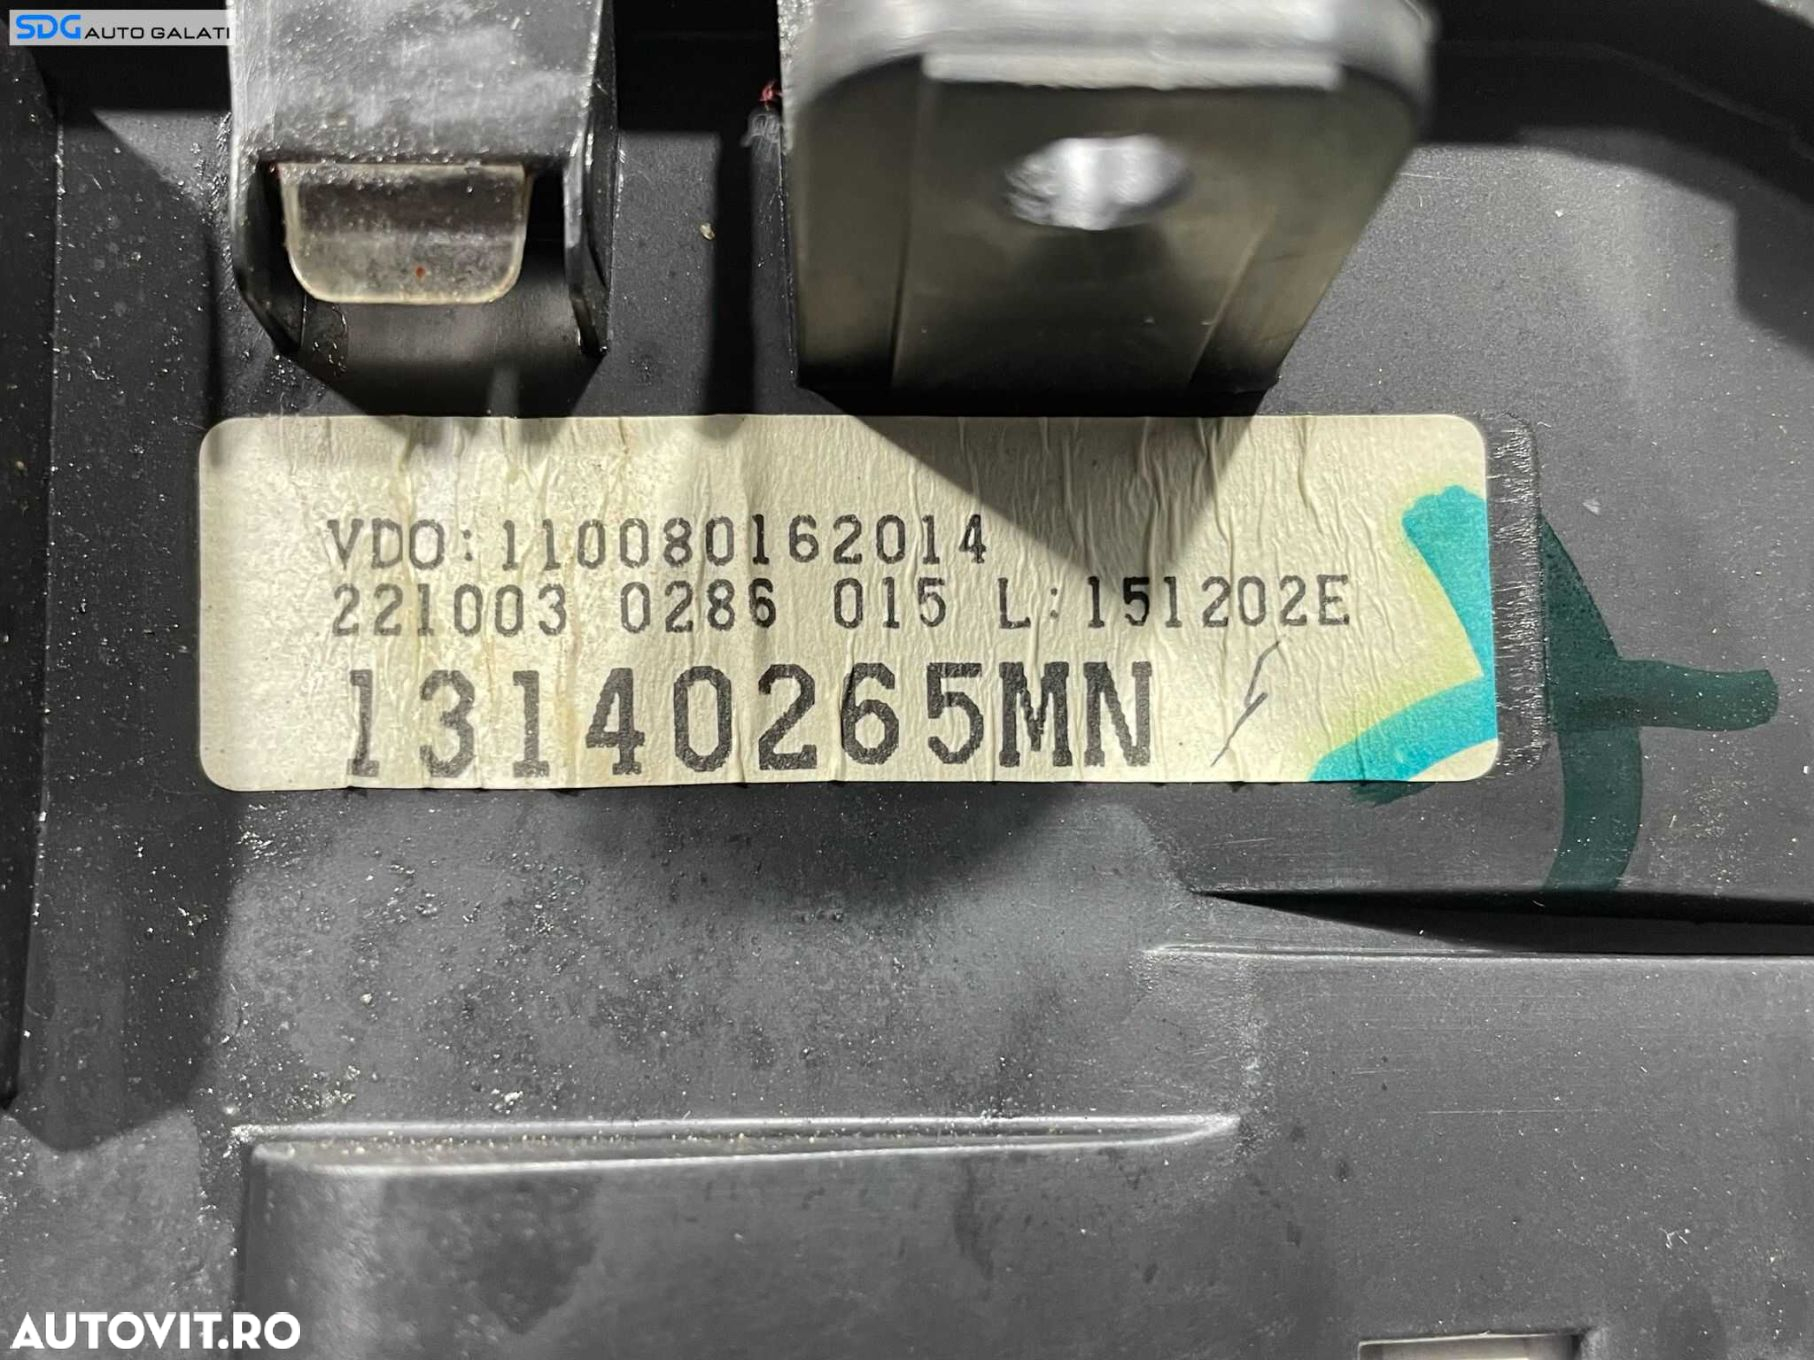 SDG AUTO GALATI
VDO:110080162014
221003 0286 015 L:151202E
13140265MN
AUTOVIT.RO